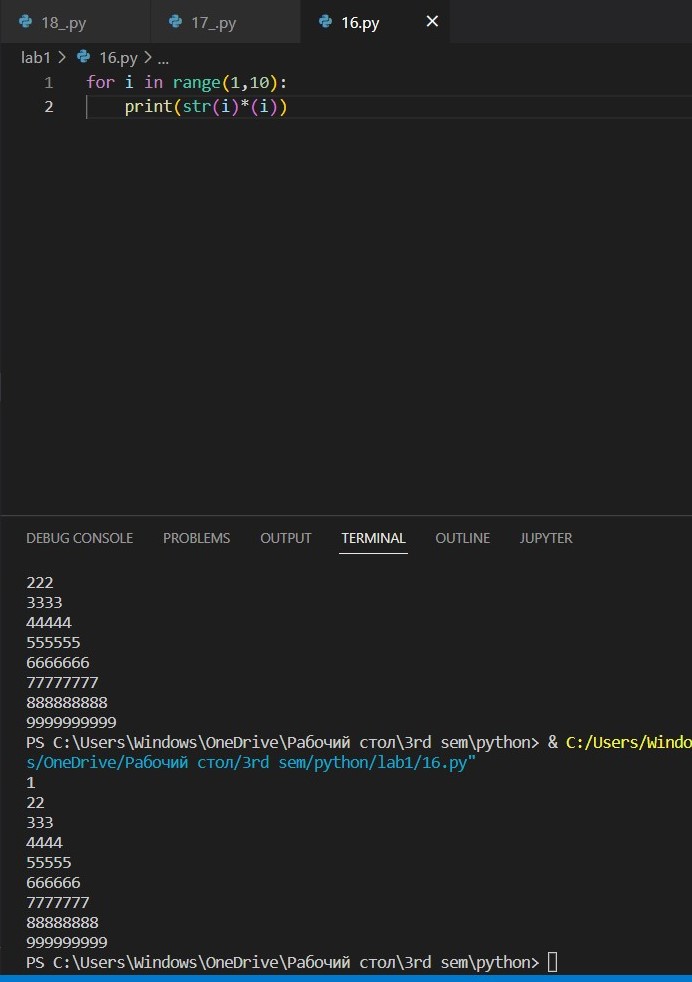 18_.py 17_.py 16.py ✕
lab1 > 16.py > ...
1 for i in range(1,10):
2 print(str(i)*(i))
DEBUG CONSOLE PROBLEMS OUTPUT TERMINAL OUTLINE JUPYTER
222
3333
44444
555555
6666666
77777777
888888888
9999999999
PS C:\Users\Windows\OneDrive\Рабочий стол\3rd sem\python> & C:/Users/Windo
s/OneDrive/Рабочий стол/3rd sem/python/lab1/16.py"
1
22
333
4444
55555
666666
7777777
88888888
999999999
PS C:\Users\Windows\OneDrive\Рабочий стол\3rd sem\python>